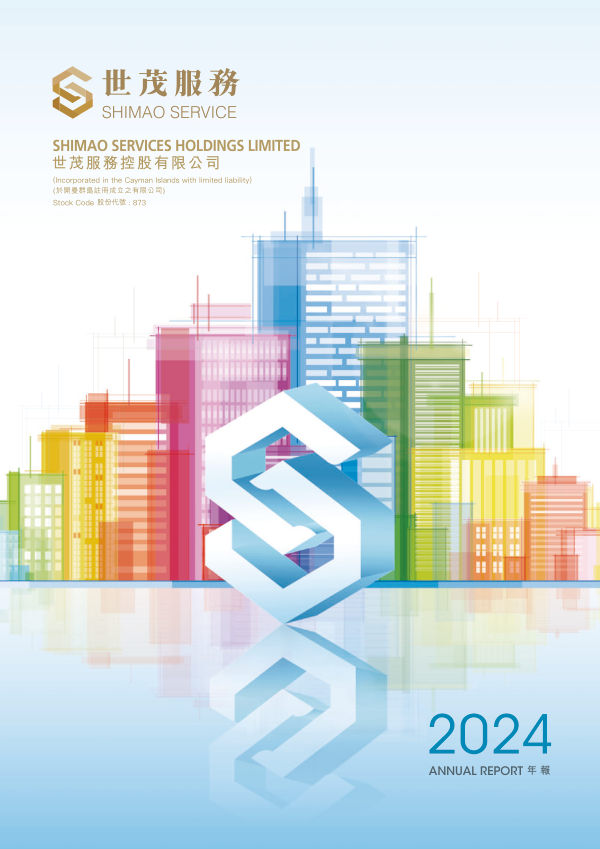 世茂服務
SHIMAO SERVICE
SHIMAO SERVICES HOLDINGS LIMITED
世茂服務控股有限公司
(Incorporated in the Cayman Islands with limited liability)
(於開曼群島註冊成立之有限公司)
Stock Code 股份代號 : 873
2024
ANNUAL REPORT 年報